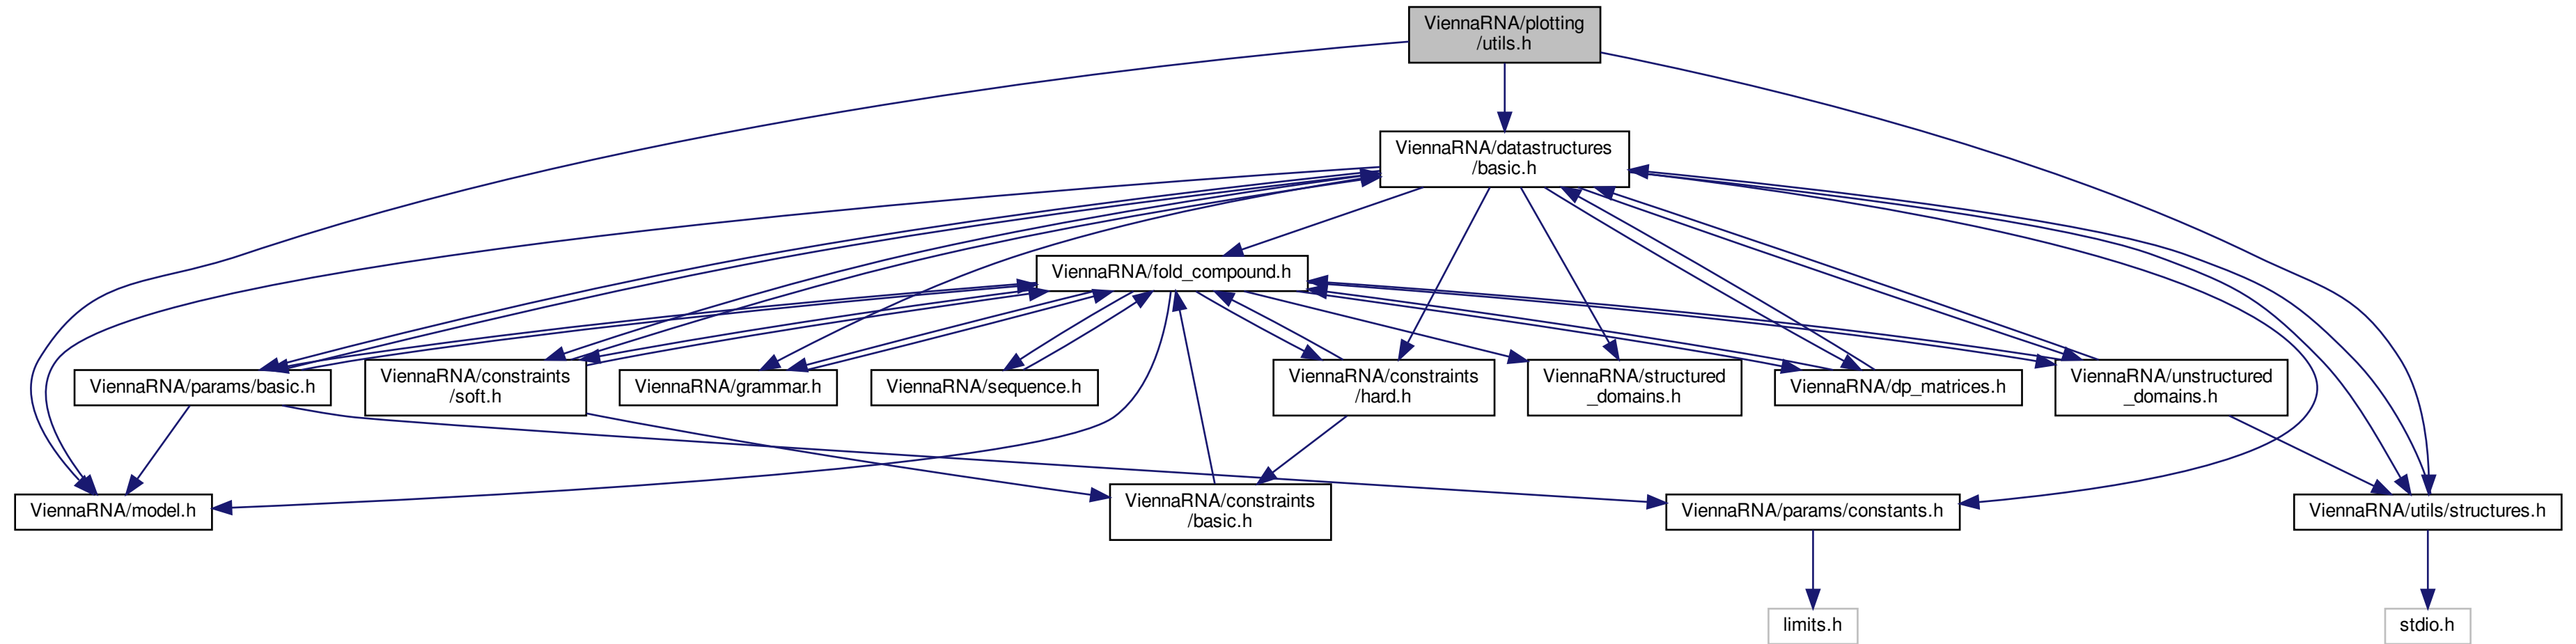 ViennaRNA/plotting
/utils.h
ViennaRNA/datastructures
/basic.h
ViennaRNA/fold_compound.h
ViennaRNA/params/basic.h
ViennaRNA/constraints
/soft.h
ViennaRNA/grammar.h
ViennaRNA/sequence.h
ViennaRNA/constraints
/hard.h
ViennaRNA/structured
_domains.h
ViennaRNA/dp_matrices.h
ViennaRNA/unstructured
_domains.h
ViennaRNA/model.h
ViennaRNA/constraints
/basic.h
ViennaRNA/params/constants.h
ViennaRNA/utils/structures.h
limits.h
stdio.h